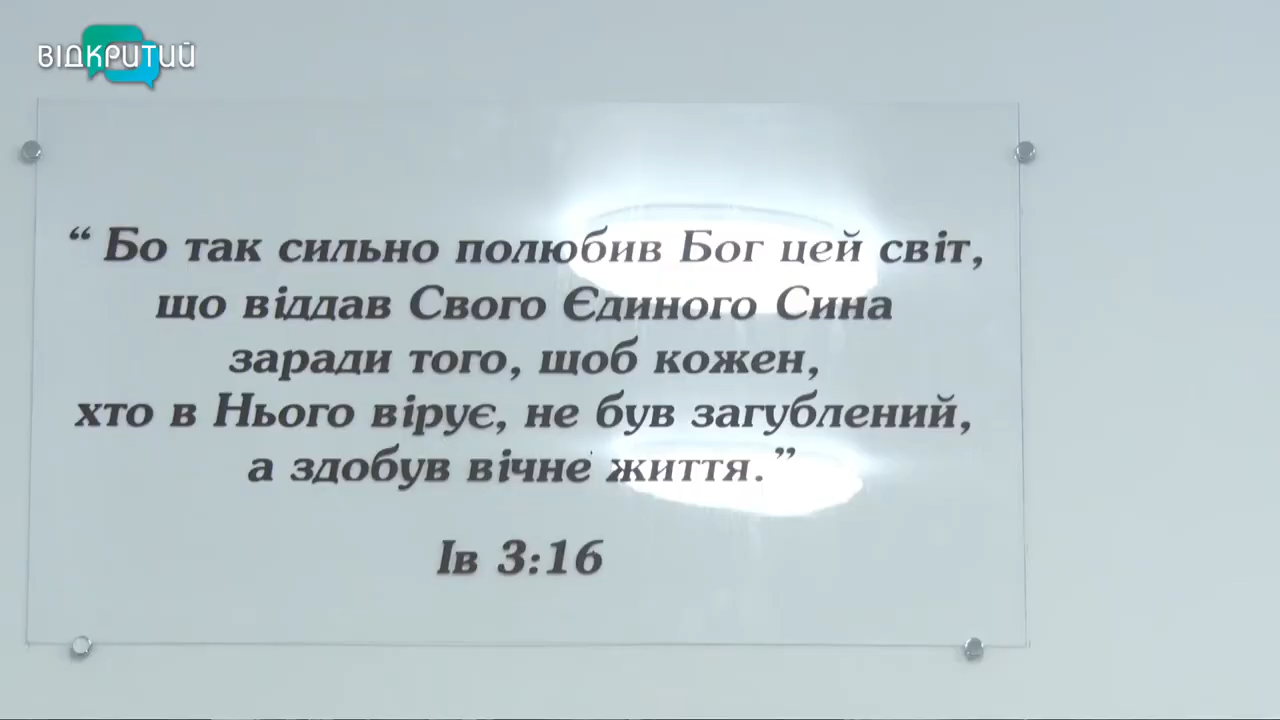 ВІДКРИТИЙ
“ Бо так сильно полюбив Бог цей світ,
що віддав Свого Єдиного Сина
заради того, щоб кожен,
хто в Нього вірує, не був загублений,
а здобув вічне життя.”
Ів 3:16